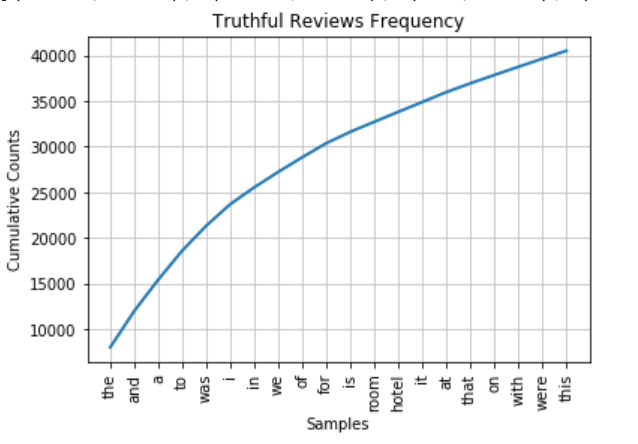 Truthful Reviews Frequency
Cumulative Counts
40000
35000
30000
25000
20000
15000
10000
the
and
a
to
was
i
in
we
of
for
is
room
hotel
it
at
that
on
with
were
this
Samples